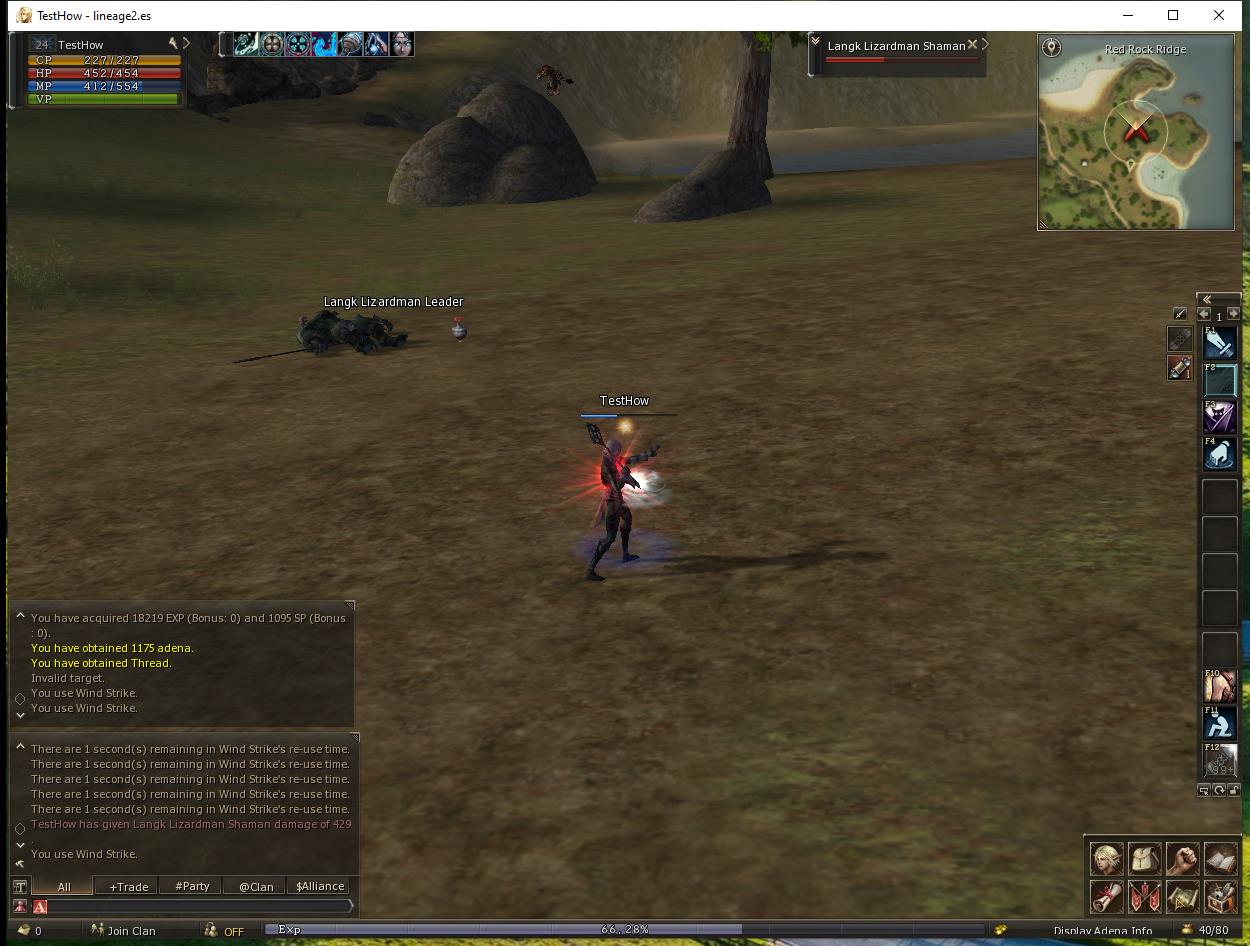 TestHow - lineage2.es
24 TestHow
CP 227/227
HP 452/454
MP 412/554
VP
Langk Lizardman Shaman
Red Rock Ridge
Langk Lizardman Leader
TestHow
1
F1
F2
F3
F4
F10
F11
F12
99+
1
You have acquired 18219 EXP (Bonus: 0) and 1095 SP (Bonus
: 0).
You have obtained 1175 adena.
You have obtained Thread.
Invalid target.
You use Wind Strike.
You use Wind Strike.
There are 1 second(s) remaining in Wind Strike's re-use time.
There are 1 second(s) remaining in Wind Strike's re-use time.
There are 1 second(s) remaining in Wind Strike's re-use time.
There are 1 second(s) remaining in Wind Strike's re-use time.
There are 1 second(s) remaining in Wind Strike's re-use time.
TestHow has given Langk Lizardman Shaman damage of 429
.
You use Wind Strike.
T All +Trade #Party @Clan $Alliance
A
0 Join Clan OFF Exp 66.28% Display Adena Info 40/80